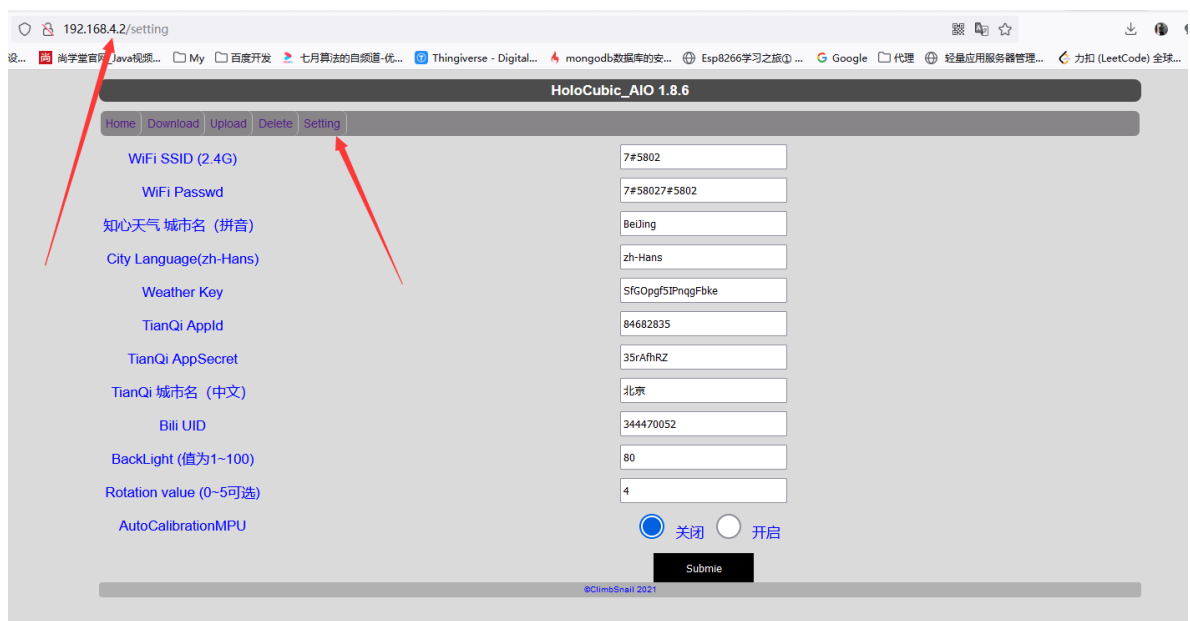 192.168.4.2/setting
设... 尚 尚学堂官网_Java视频... My 百度开发 七月算法的自频道-优... Thingiverse - Digital... mongodb数据库的安... Esp8266学习之旅① ... Google 代理 轻量应用服务器管理... 力扣 (LeetCode) 全球...
HoloCubic_AIO 1.8.6
Home Download Upload Delete Setting
WiFi SSID (2.4G) 7#5802
WiFi Passwd 7#58027#5802
知心天气 城市名（拼音） BeiJing
City Language(zh-Hans) zh-Hans
Weather Key SfGOpgf5IPnqgFbke
TianQi AppId 84682835
TianQi AppSecret 35rAfhRZ
TianQi 城市名（中文） 北京
Bili UID 344470052
BackLight (值为1~100) 80
Rotation value (0~5可选) 4
AutoCalibrationMPU 关闭 开启
Submie
©ClimbSnail 2021